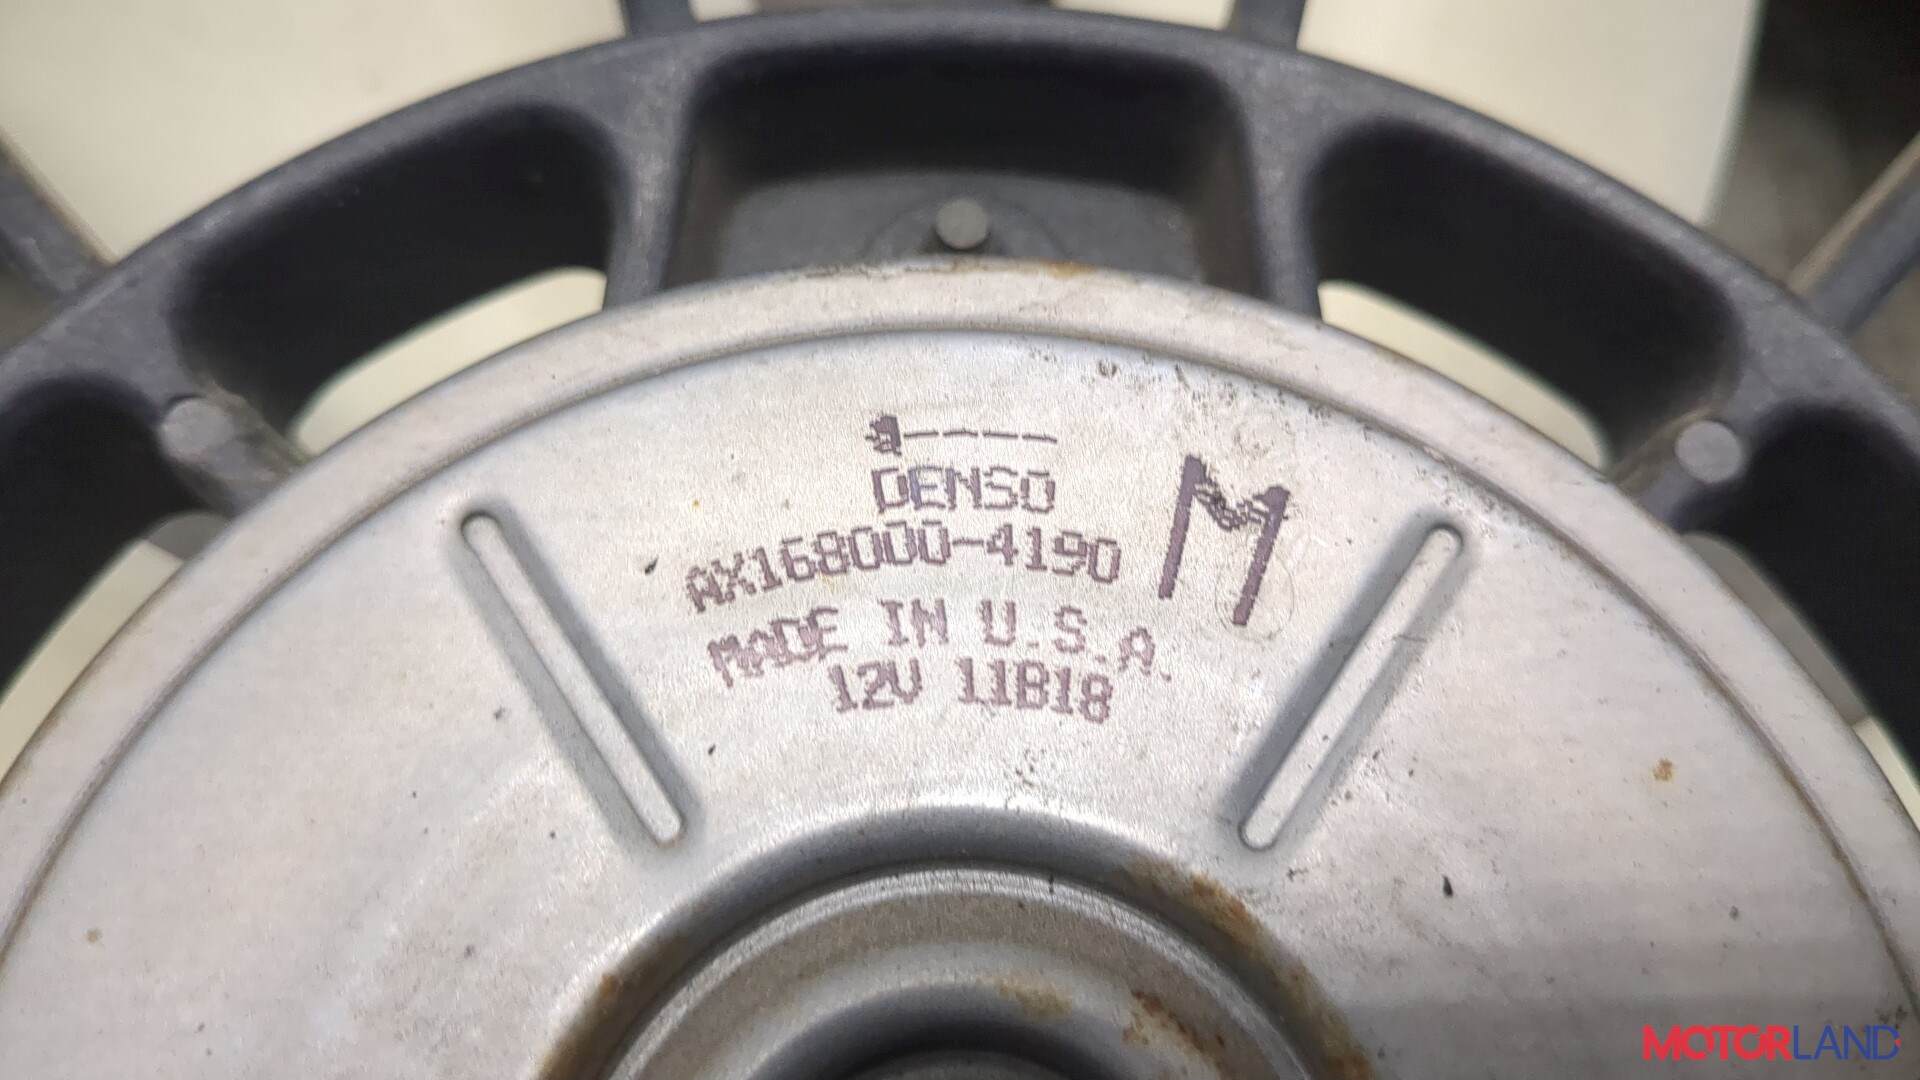 DENSO
AX168000-4190
M
MADE IN U.S.A.
12V 11B18
MOTORLAND